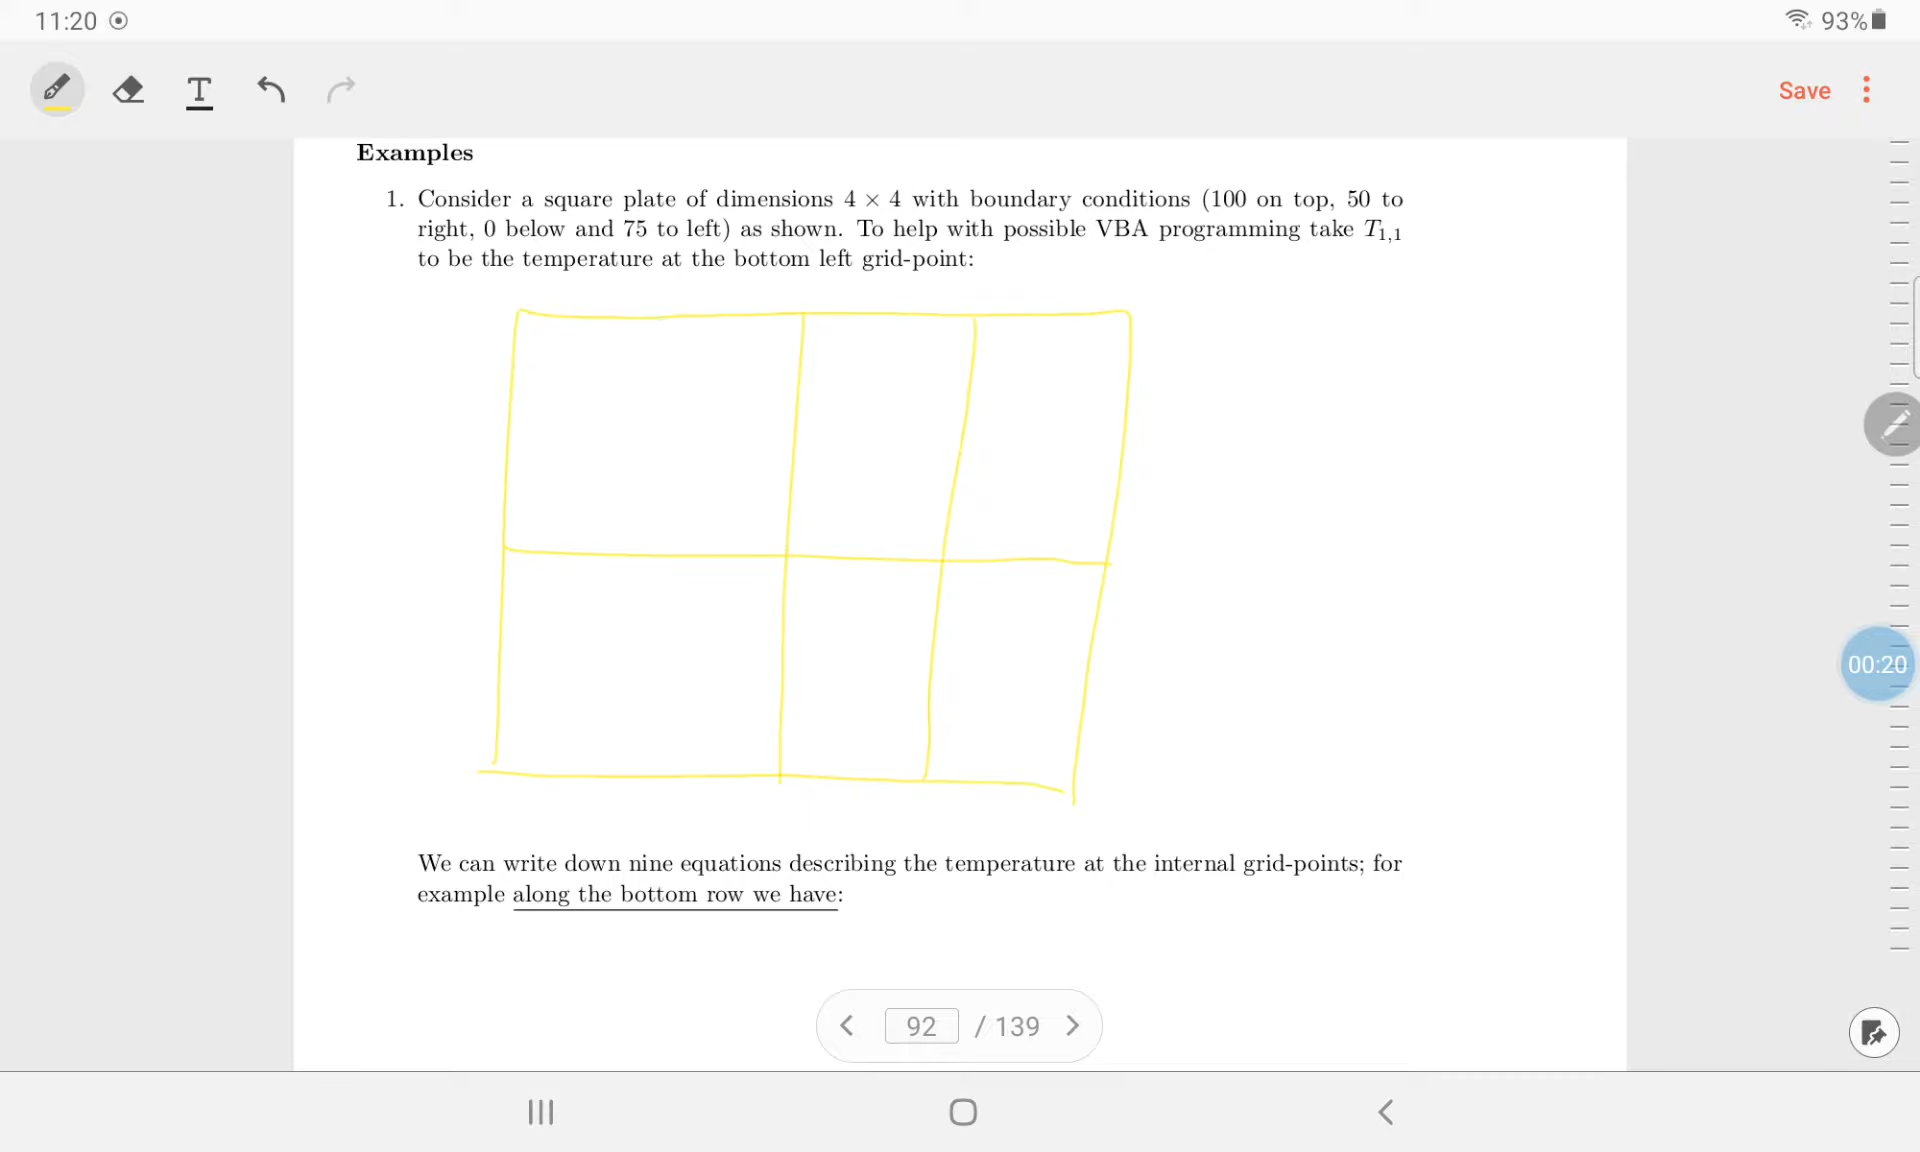 11:20
93%
T
Save
Examples
1. Consider a square plate of dimensions 4 × 4 with boundary conditions (100 on top, 50 to
right, 0 below and 75 to left) as shown. To help with possible VBA programming take T1,1
to be the temperature at the bottom left grid-point:
00:20
We can write down nine equations describing the temperature at the internal grid-points; for
example along the bottom row we have:
92 / 139